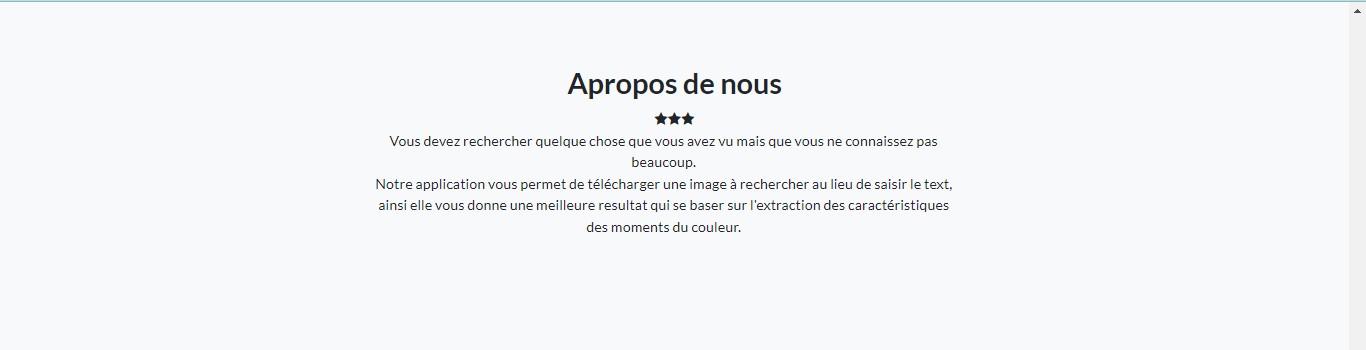 Apropos de nous
Vous devez rechercher quelque chose que vous avez vu mais que vous ne connaissez pas
beaucoup.
Notre application vous permet de télécharger une image à rechercher au lieu de saisir le text,
ainsi elle vous donne une meilleure resultat qui se baser sur l'extraction des caractéristiques
des moments du couleur.